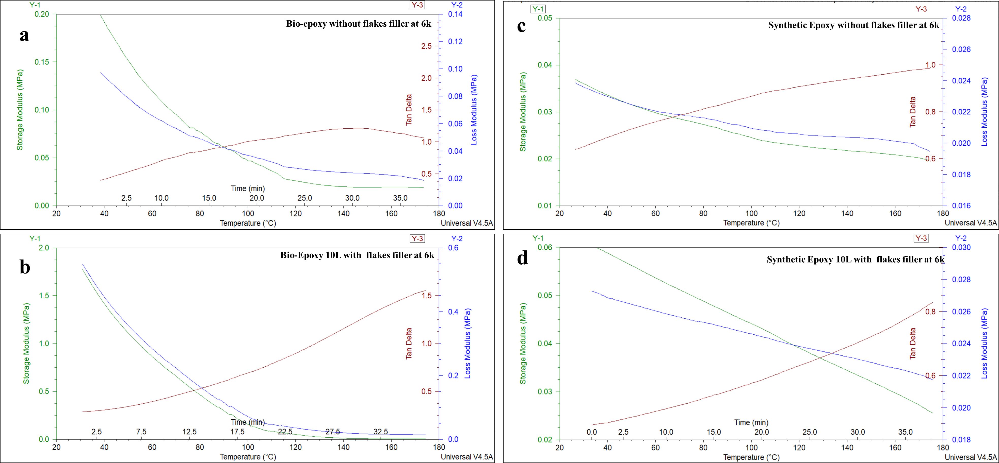 Y-1
Y-3
Y-2
0.20
0.15
0.10
0.05
0.00
Storage Modulus (MPa)
a
Bio-epoxy without flakes filler at 6k
2.5
2.0
1.5
1.0
0.5
Tan Delta
0.14
0.12
0.10
0.08
0.06
0.04
0.02
0.00
Loss Modulus (MPa)
Time (min)
2.5 10.0 15.0 20.0 25.0 30.0 35.0
20 40 60 80 100 120 140 160 180
Temperature (°C)
Universal V4.5A
Y-1
Y-3
Y-2
0.05
0.04
0.03
0.02
0.01
Storage Modulus (MPa)
c
Synthetic Epoxy without flakes filler at 6k
1.0
0.8
0.6
Tan Delta
0.028
0.026
0.024
0.022
0.020
0.018
0.016
Loss Modulus (MPa)
20 40 60 80 100 120 140 160 180
Temperature (°C)
Universal V4.5A
Y-1
Y-3
Y-2
2.0
1.5
1.0
0.5
0.0
Storage Modulus (MPa)
b
Bio-Epoxy 10L with flakes filler at 6k
1.5
1.0
0.5
Tan Delta
0.6
0.4
0.2
0.0
Loss Modulus (MPa)
Time (min)
2.5 7.5 12.5 17.5 22.5 27.5 32.5
20 40 60 80 100 120 140 160 180
Temperature (°C)
Universal V4.5A
Y-1
Y-3
Y-2
0.06
0.05
0.04
0.03
0.02
Storage Modulus (MPa)
d
Synthetic Epoxy 10L with flakes filler at 6k
0.8
0.6
Tan Delta
0.030
0.028
0.026
0.024
0.022
0.020
0.018
Loss Modulus (MPa)
Time (min)
0.0 2.5 10.0 15.0 20.0 25.0 30.0 35.0
20 40 60 80 100 120 140 160 180
Temperature (°C)
Universal V4.5A